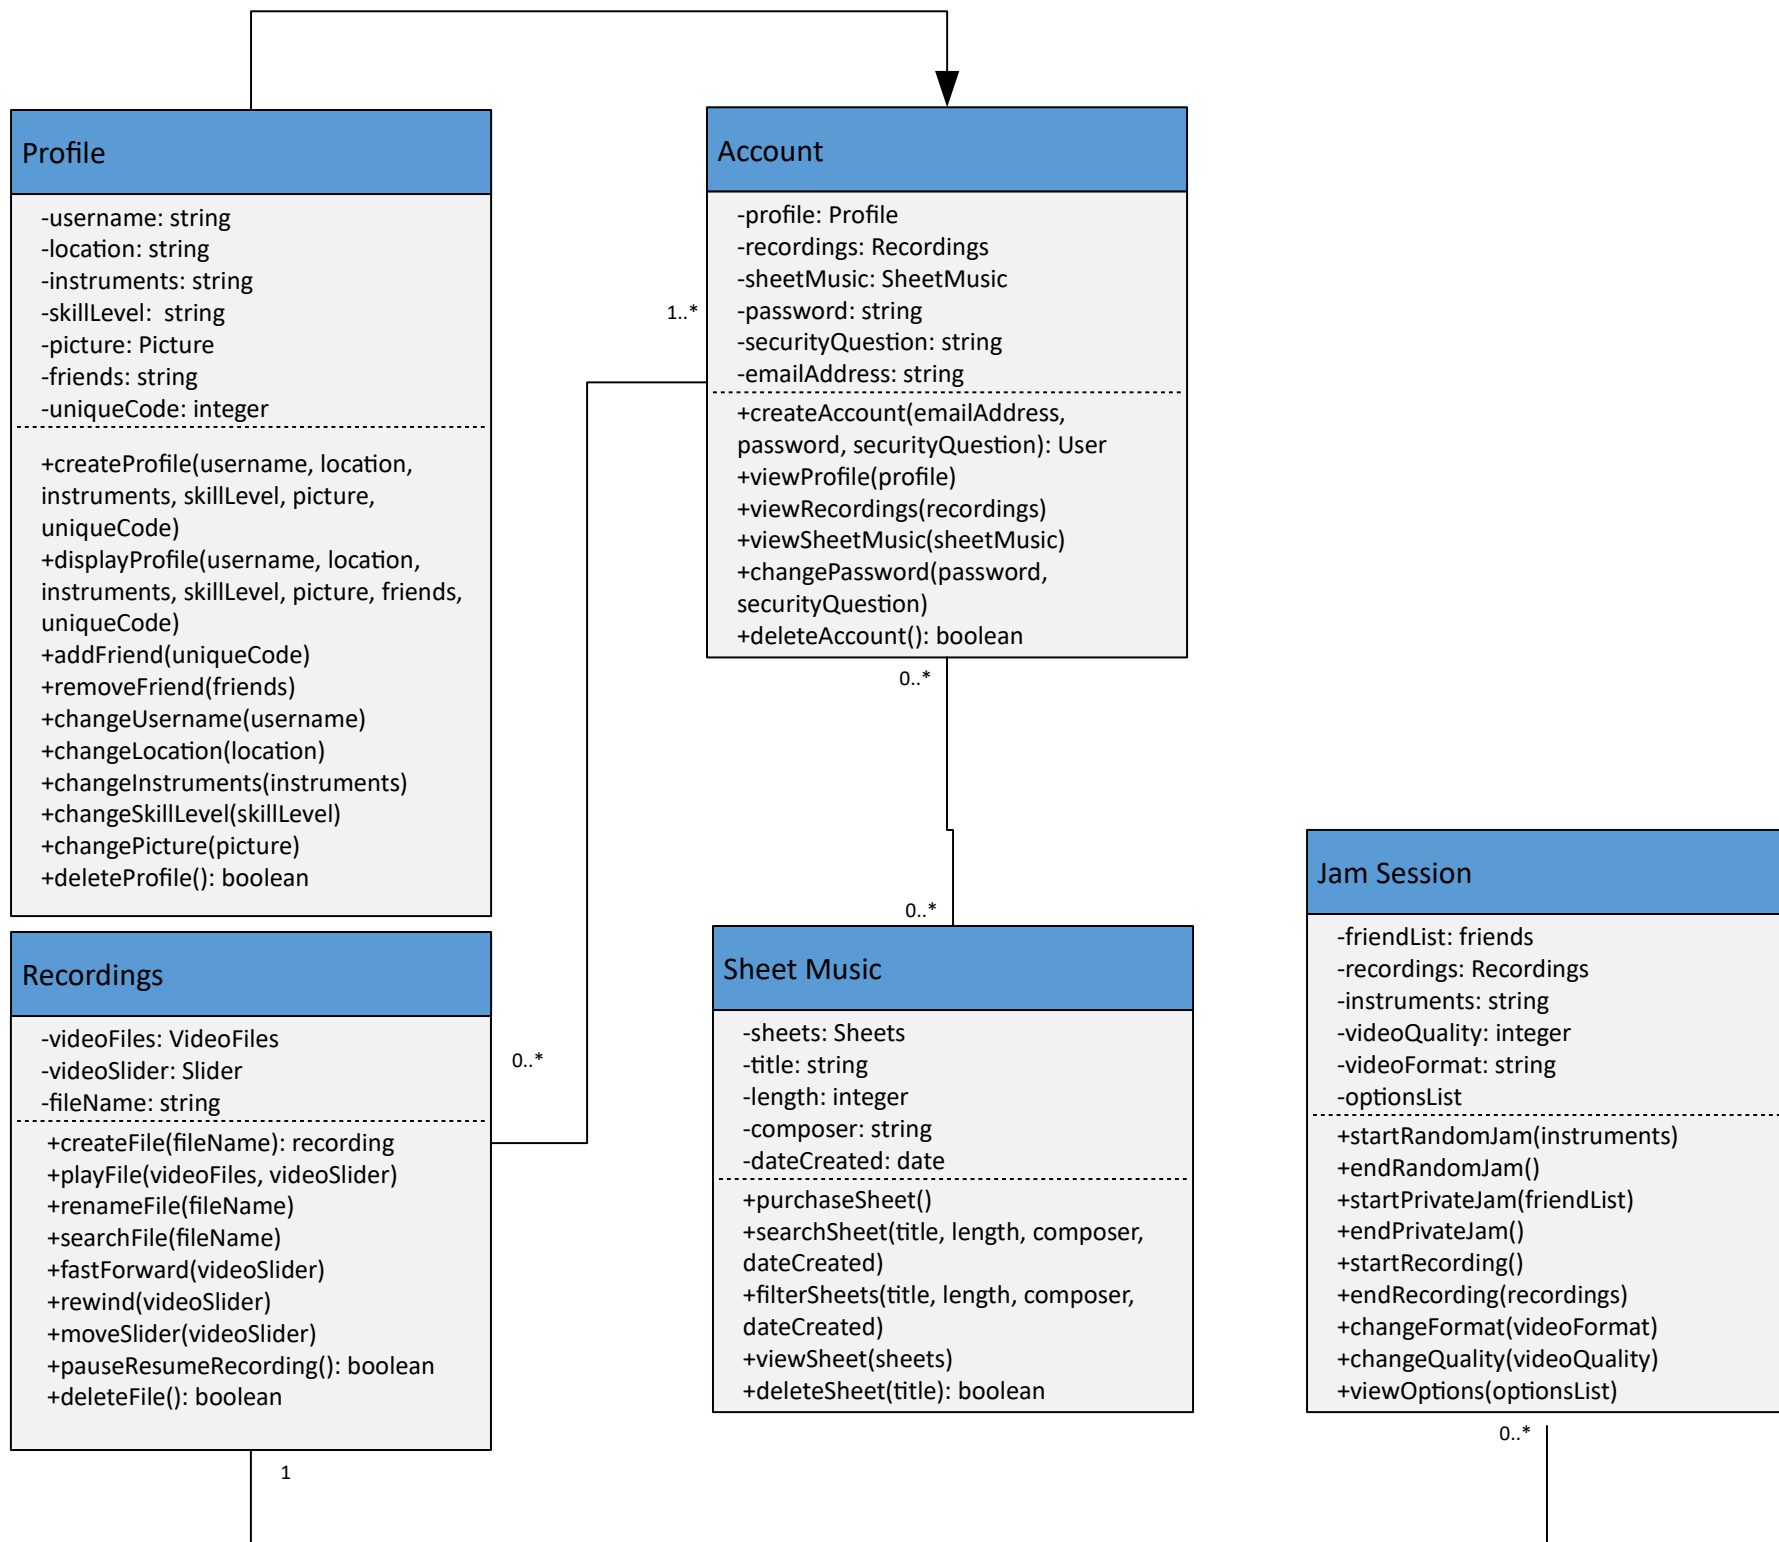 Profile
-username: string
-location: string
-instruments: string
-skillLevel:  string
-picture: Picture
-friends: string
-uniqueCode: integer
+createProfile(username, location,
instruments, skillLevel, picture,
uniqueCode)
+displayProfile(username, location,
instruments, skillLevel, picture, friends,
uniqueCode)
+addFriend(uniqueCode)
+removeFriend(friends)
+changeUsername(username)
+changeLocation(location)
+changeInstruments(instruments)
+changeSkillLevel(skillLevel)
+changePicture(picture)
+deleteProfile(): boolean
Account
-profile: Profile
-recordings: Recordings
-sheetMusic: SheetMusic
-password: string
-securityQuestion: string
-emailAddress: string
+createAccount(emailAddress,
password, securityQuestion): User
+viewProfile(profile)
+viewRecordings(recordings)
+viewSheetMusic(sheetMusic)
+changePassword(password,
securityQuestion)
+deleteAccount(): boolean
1..*
0..*
0..*
Recordings
-videoFiles: VideoFiles
-videoSlider: Slider
-fileName: string
+createFile(fileName): recording
+playFile(videoFiles, videoSlider)
+renameFile(fileName)
+searchFile(fileName)
+fastForward(videoSlider)
+rewind(videoSlider)
+moveSlider(videoSlider)
+pauseResumeRecording(): boolean
+deleteFile(): boolean
0..*
1
Sheet Music
-sheets: Sheets
-title: string
-length: integer
-composer: string
-dateCreated: date
+purchaseSheet()
+searchSheet(title, length, composer,
dateCreated)
+filterSheets(title, length, composer,
dateCreated)
+viewSheet(sheets)
+deleteSheet(title): boolean
Jam Session
-friendList: friends
-recordings: Recordings
-instruments: string
-videoQuality: integer
-videoFormat: string
-optionsList
+startRandomJam(instruments)
+endRandomJam()
+startPrivateJam(friendList)
+endPrivateJam()
+startRecording()
+endRecording(recordings)
+changeFormat(videoFormat)
+changeQuality(videoQuality)
+viewOptions(optionsList)
0..*